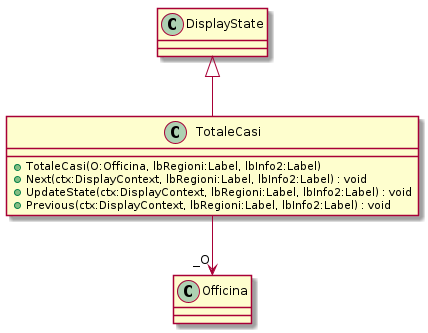 C DisplayState
C TotaleCasi
TotaleCasi(O:Officina, lbRegioni:Label, lbInfo2:Label)
Next(ctx:DisplayContext, lbRegioni:Label, lbInfo2:Label) : void
UpdateState(ctx:DisplayContext, lbRegioni:Label, lbInfo2:Label) : void
Previous(ctx:DisplayContext, lbRegioni:Label, lbInfo2:Label) : void
_O
C Officina